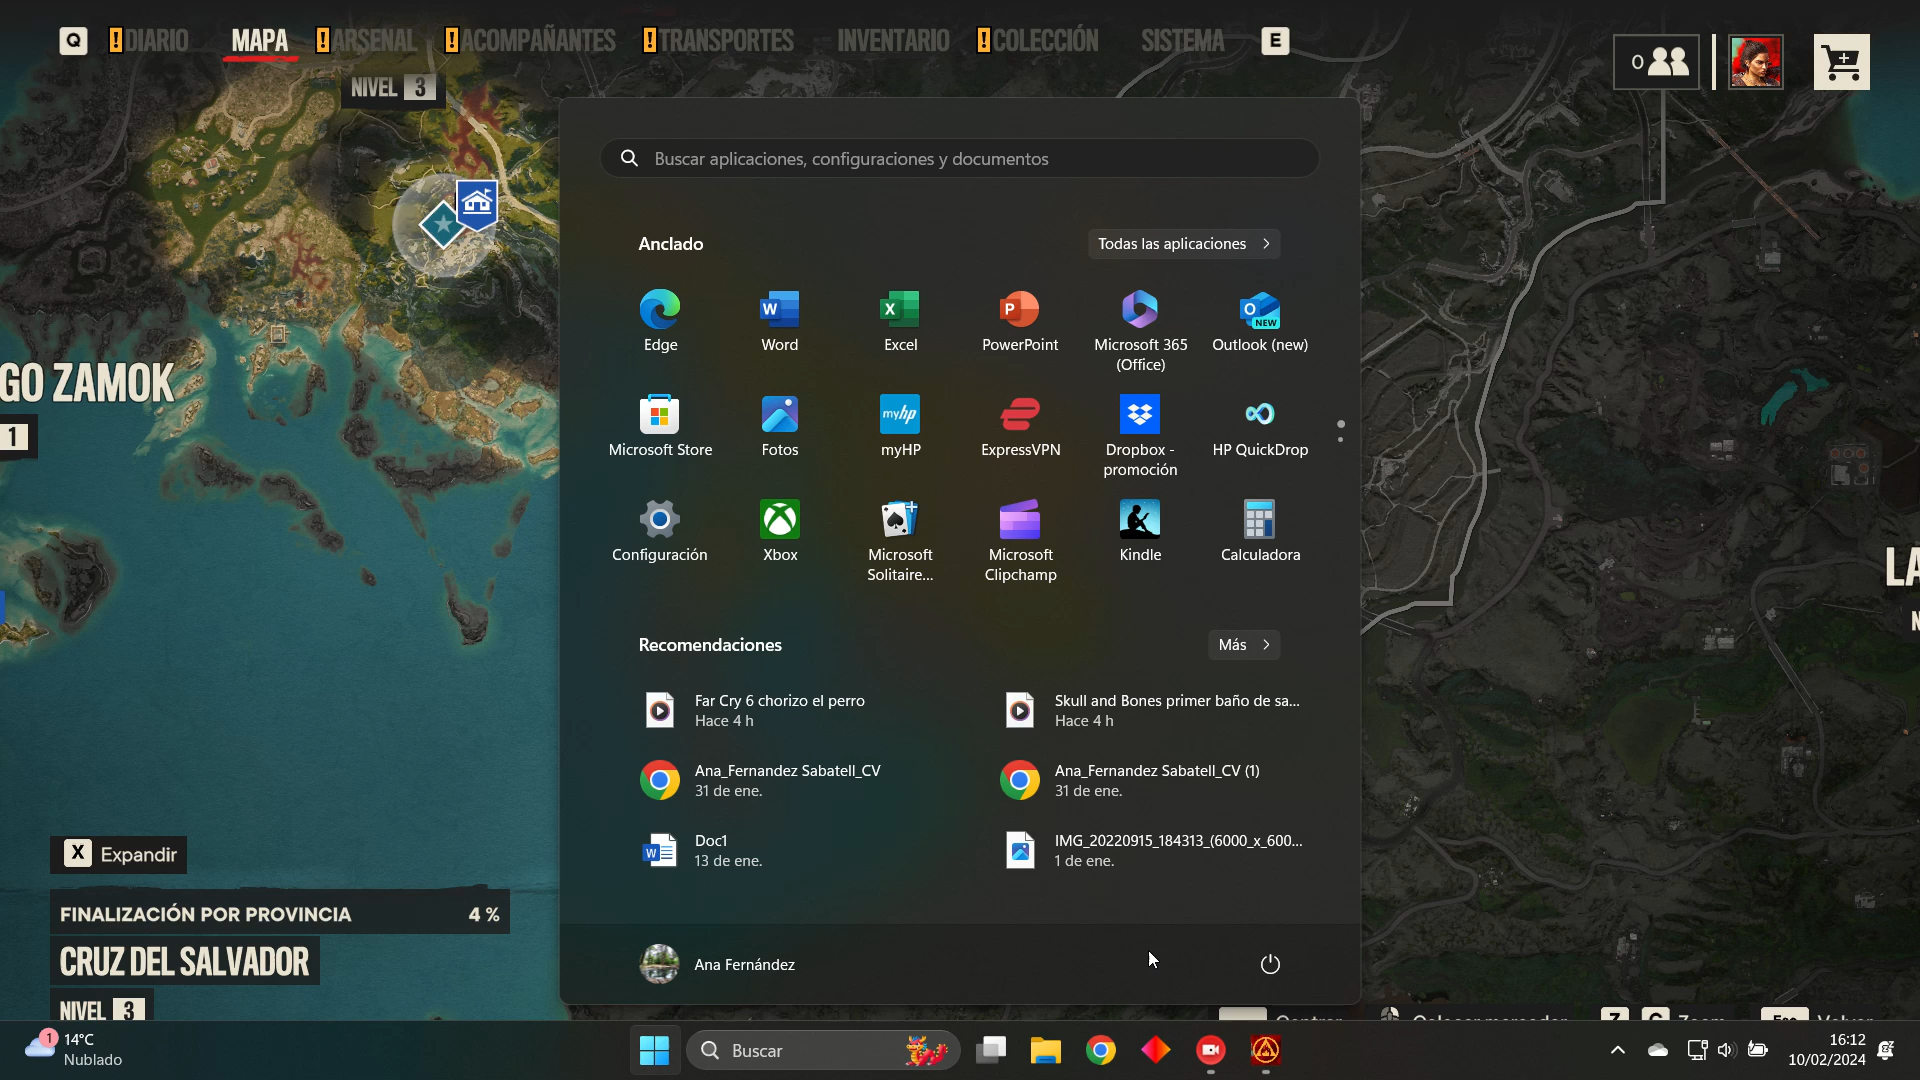 Q
DIARIO
MAPA
ARSENAL
ACOMPAÑANTES
TRANSPORTES
INVENTARIO
COLECCIÓN
SISTEMA
E
0
NIVEL 3
Buscar aplicaciones, configuraciones y documentos
Anclado
Todas las aplicaciones
Edge
Word
Excel
PowerPoint
Microsoft 365
(Office)
Outlook (new)
Microsoft Store
Fotos
myHP
ExpressVPN
Dropbox -
promoción
HP QuickDrop
Configuración
Xbox
Microsoft
Solitaire...
Microsoft
Clipchamp
Kindle
Calculadora
GO ZAMOK
1
LA
Recomendaciones
Más
Far Cry 6 chorizo el perro
Hace 4 h
Skull and Bones primer baño de sa...
Hace 4 h
Ana_Fernandez Sabatell_CV
31 de ene.
Ana_Fernandez Sabatell_CV (1)
31 de ene.
Doc1
13 de ene.
IMG_20220915_184313_(6000_x_600...
1 de ene.
X Expandir
FINALIZACIÓN POR PROVINCIA 4 %
CRUZ DEL SALVADOR
NIVEL 3
Ana Fernández
1
14°C
Nublado
Buscar
16:12
10/02/2024